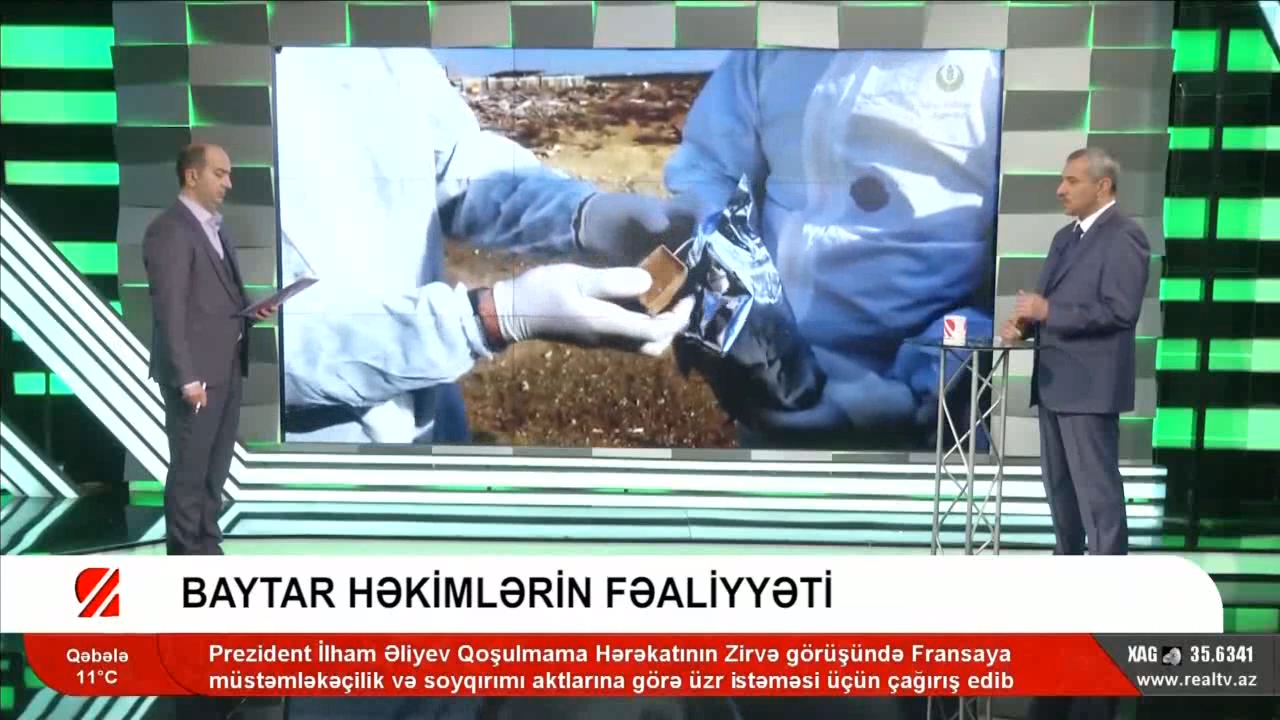 BAYTAR HƏKİMLƏRİN FƏALİYYƏTİ
Qəbələ
11°C
Prezident İlham Əliyev Qoşulmama Hərəkatının Zirvə görüşündə Fransaya
müstəmləkəçilik və soyqırımı aktlarına görə üzr istəməsi üçün çağırış edib
XAG 35.6341
www.realtv.az